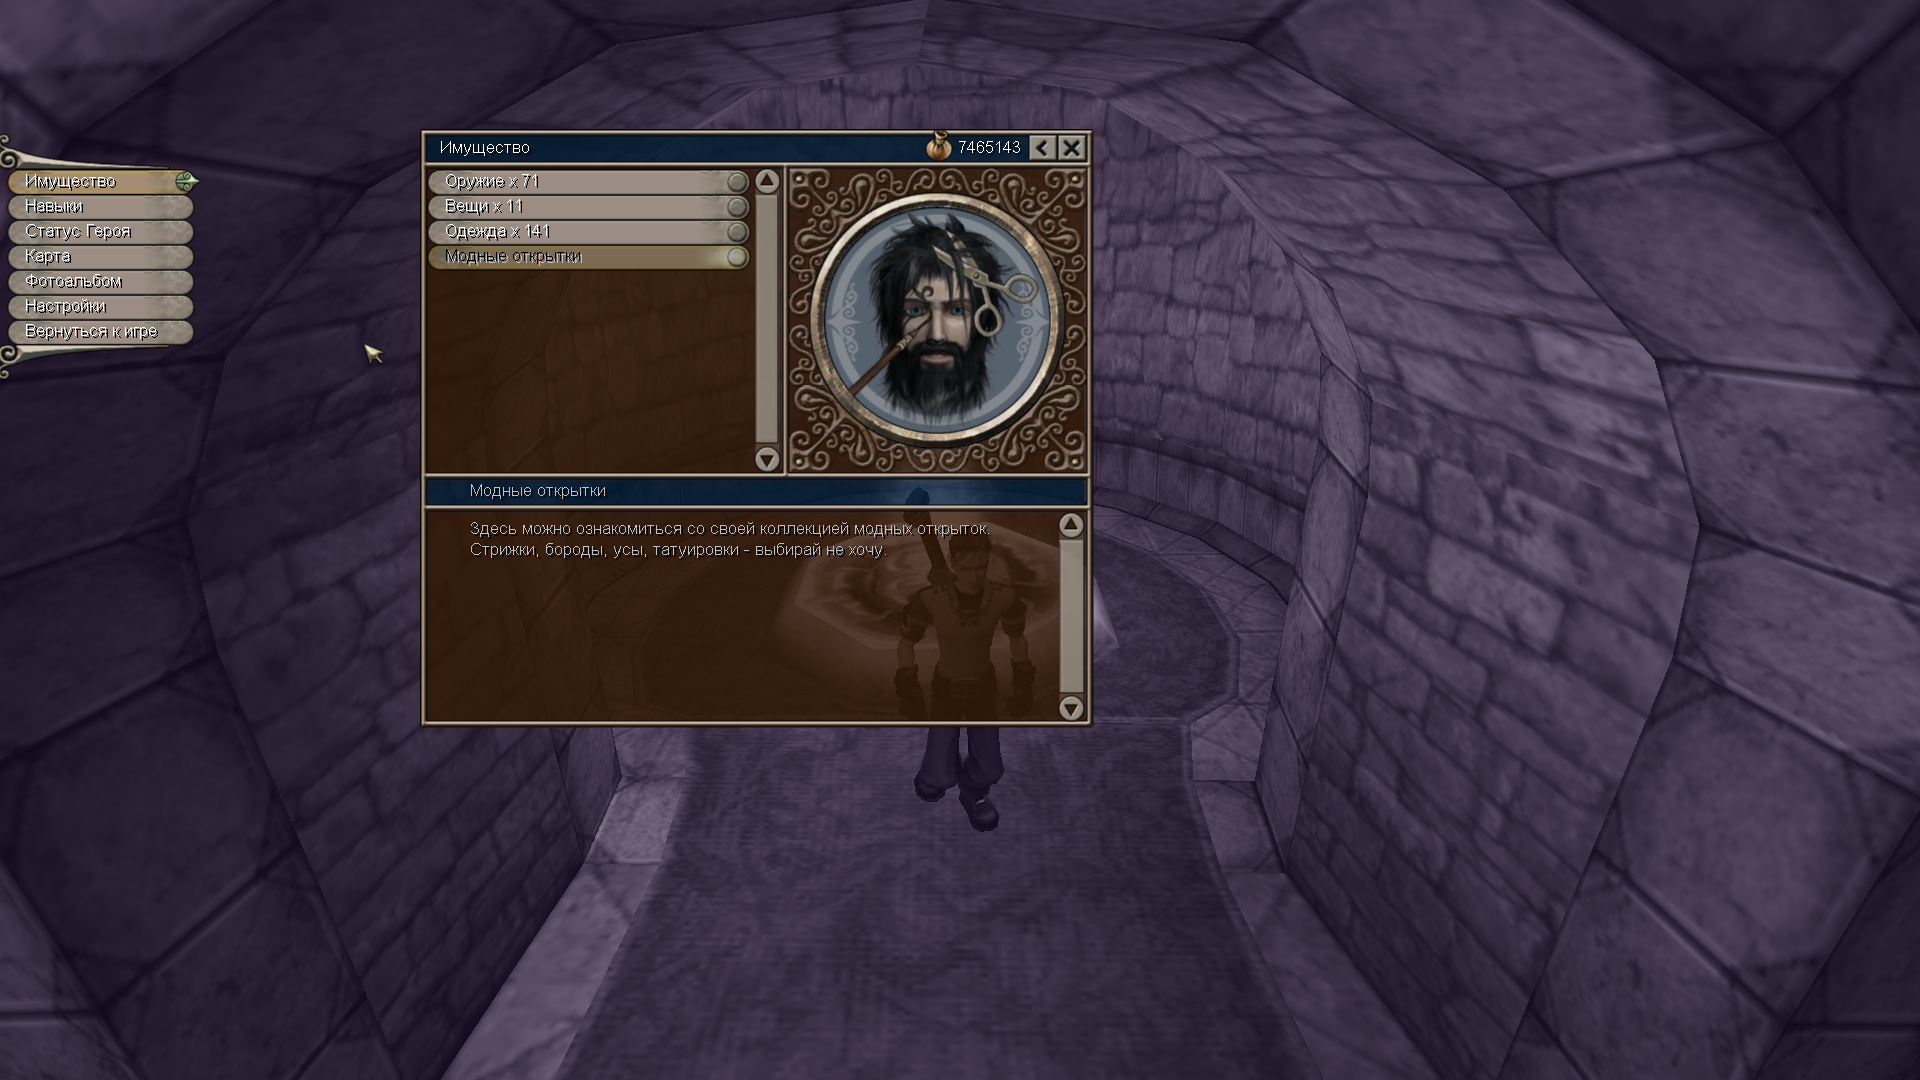 Имущество
Навыки
Статус Героя
Карта
Фотоальбом
Настройки
Вернуться к игре
Имущество
7465143
Оружие x 71
Вещи x 11
Одежда x 141
Модные открытки
Модные открытки
Здесь можно ознакомиться со своей коллекцией модных открыток.
Стрижки, бороды, усы, татуировки - выбирай не хочу.